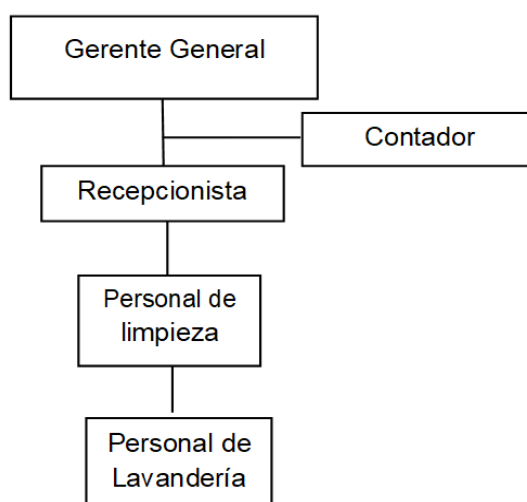 Gerente General
Contador
Recepcionista
Personal de
limpieza
Personal de
Lavandería